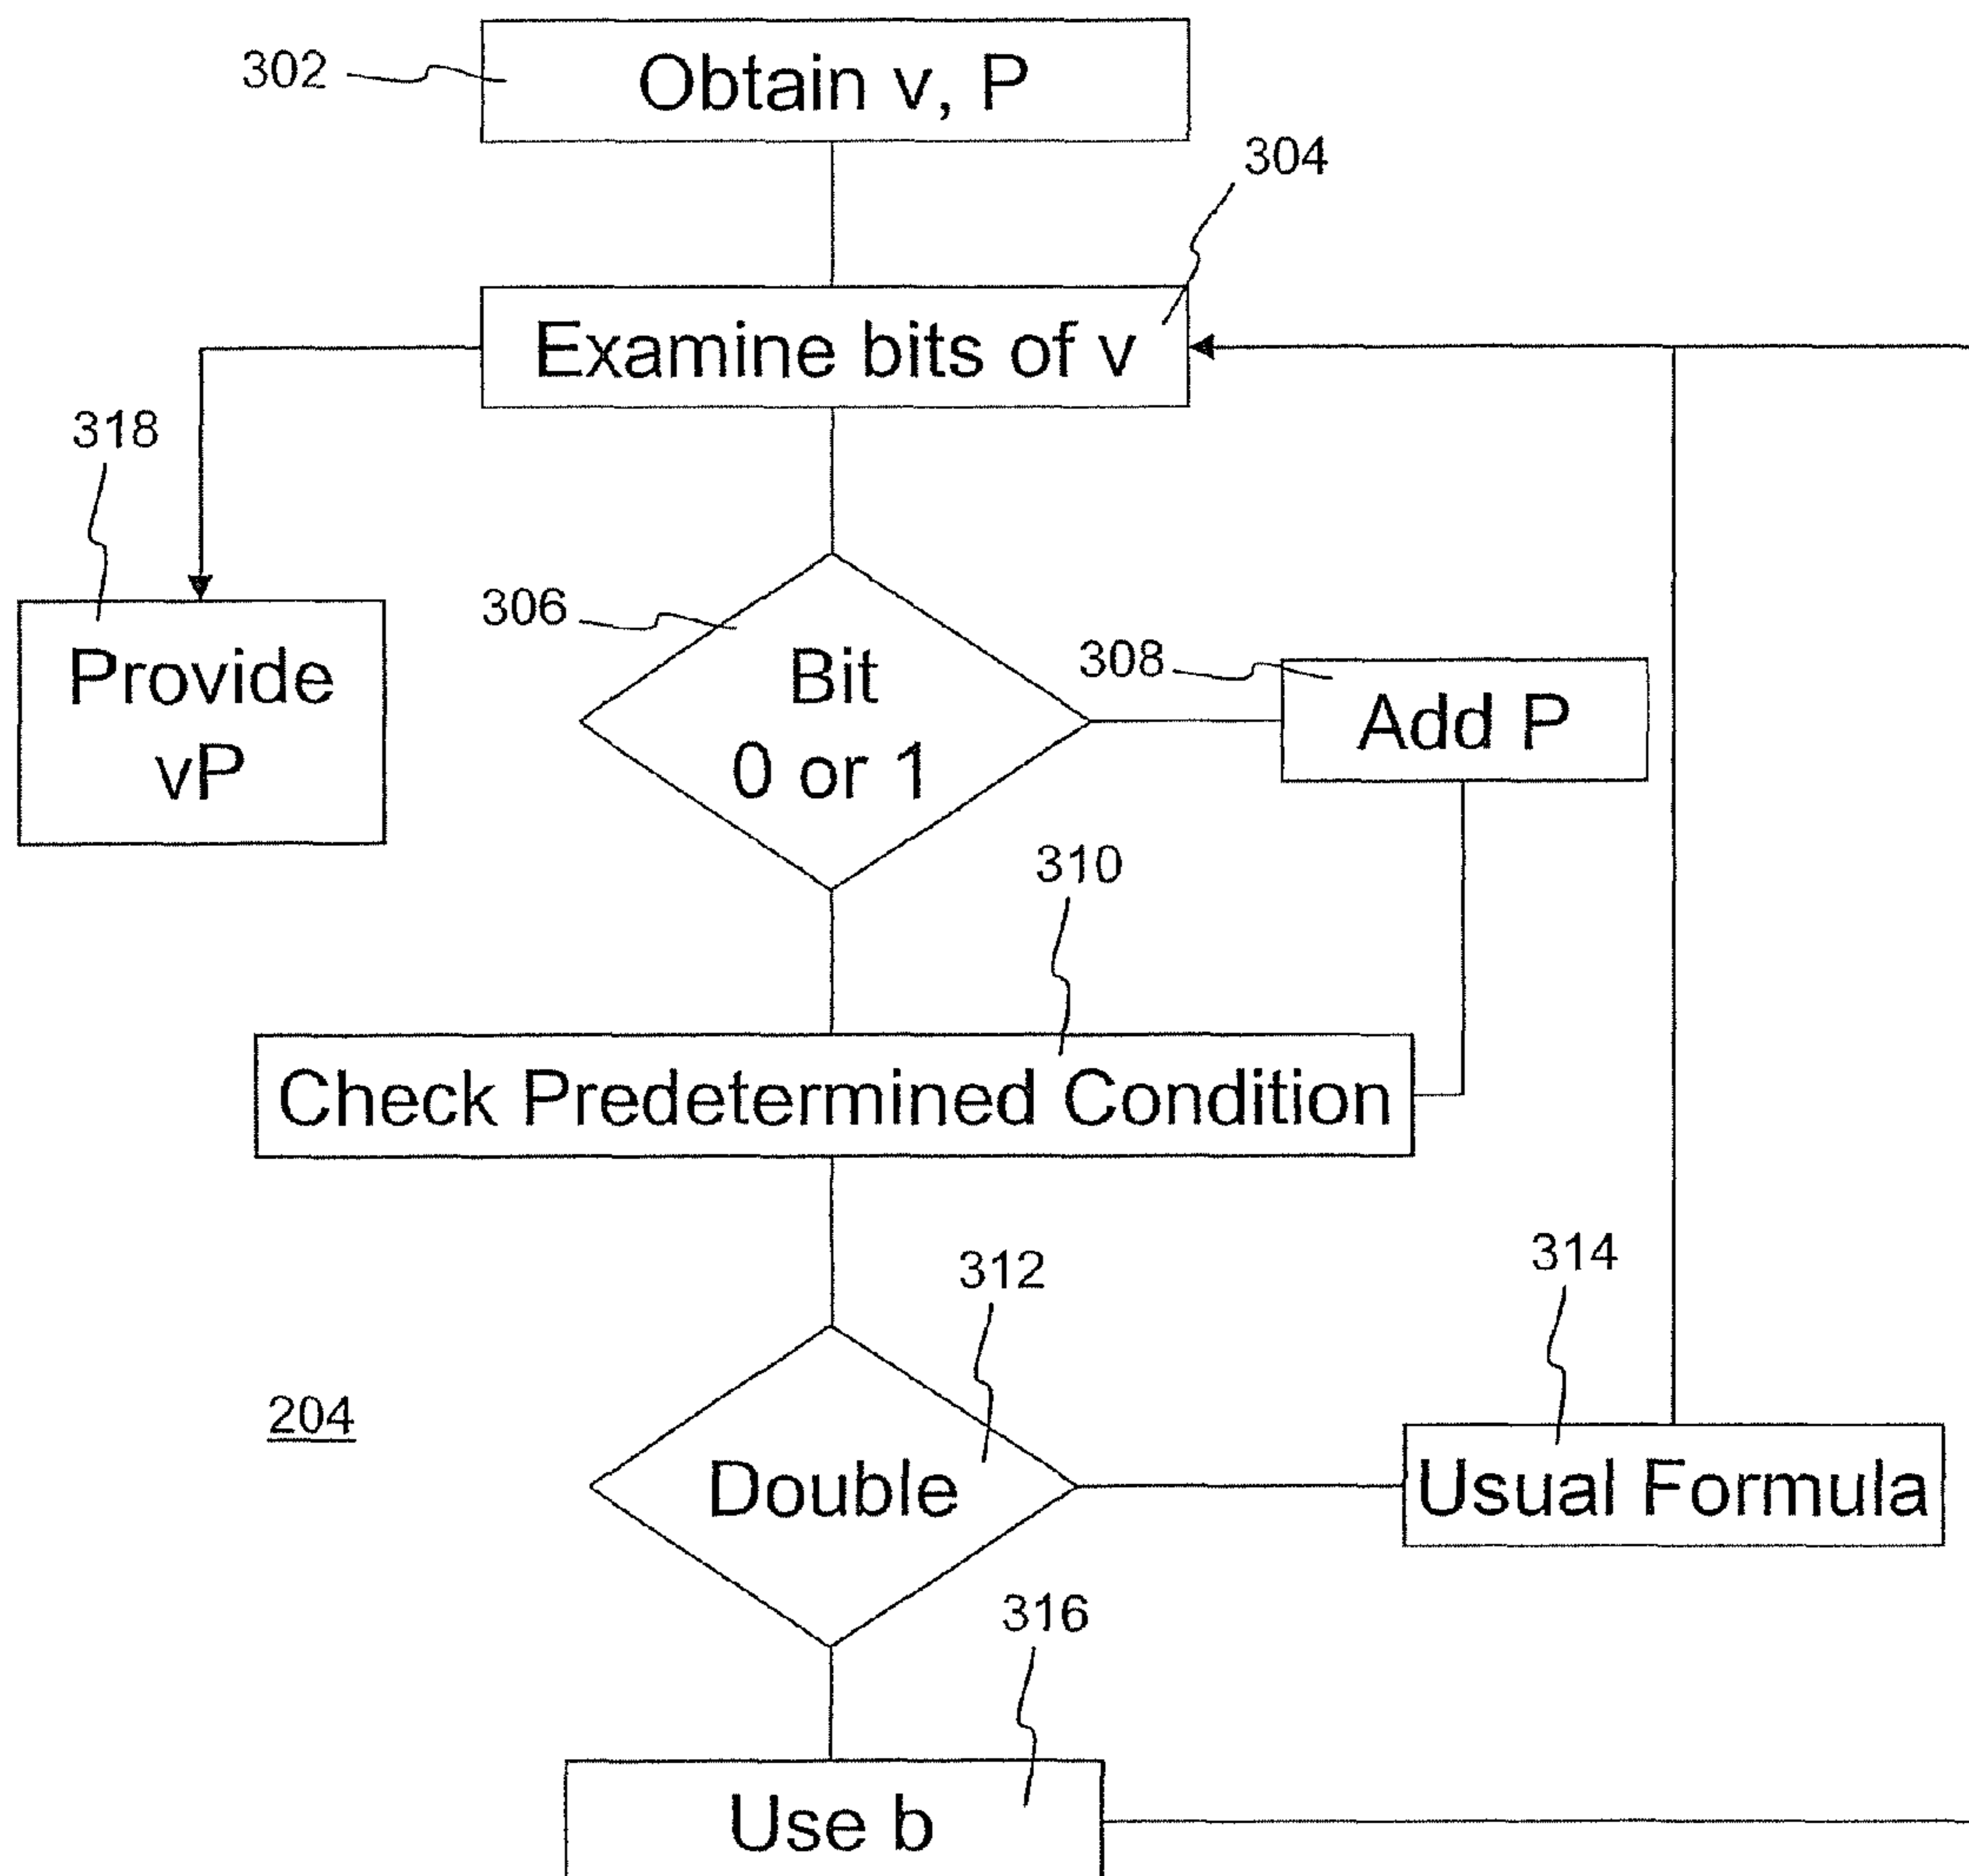 302
Obtain v, P
304
Examine bits of v
318
Provide
vP
306
Bit
0 or 1
308
Add P
310
Check Predetermined Condition
312
204
Double
314
Usual Formula
316
Use b